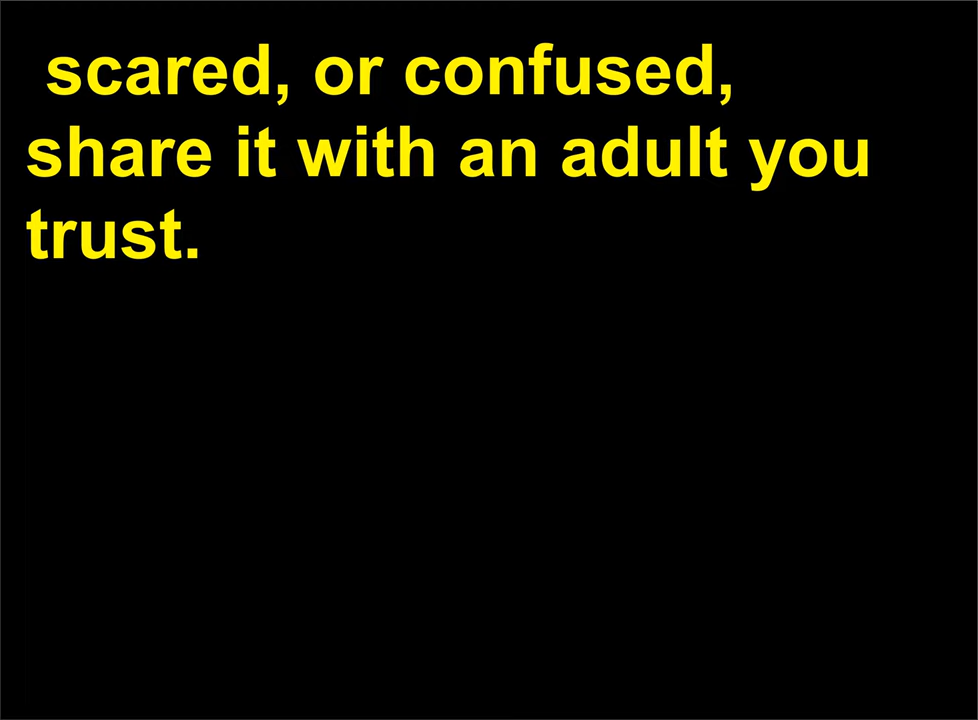 scared, or confused,
share it with an adult you
trust.